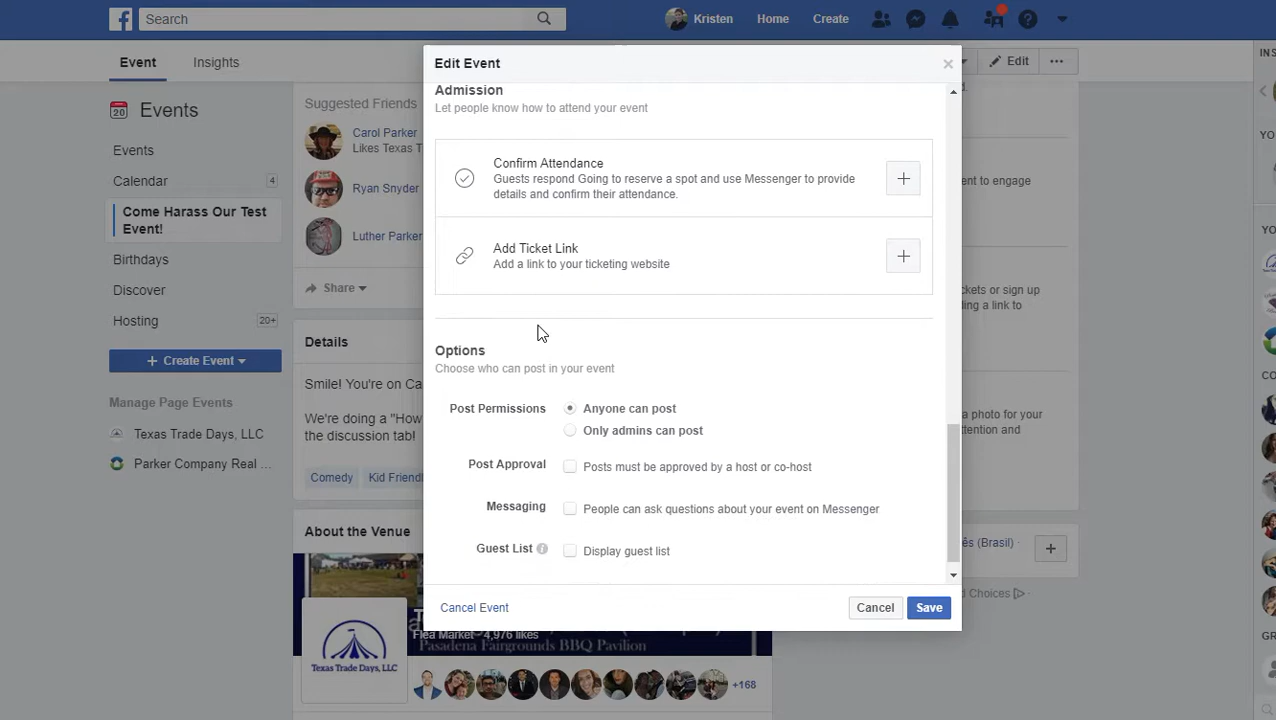 Search
Kristen
Home
Create
Event
Insights
Edit
Edit Event
20
Events
Events
Calendar
4
Come Harass Our Test
Event!
Birthdays
Discover
Hosting
20+
Create Event
Manage Page Events
Texas Trade Days, LLC
Parker Company Real ...
Suggested Friends
Carol Parker
Likes Texas T
Ryan Snyder
Luther Parker
Share
Details
Smile! You're on Ca
We're doing a "How
the discussion tab!
Comedy
Kid Friendl
About the Venue
Texas Trade Days, LLC
Flea Market · 4,976 likes
Pasadena Fairgrounds BBQ Pavilion
+168
Admission
Let people know how to attend your event
Confirm Attendance
Guests respond Going to reserve a spot and use Messenger to provide
details and confirm their attendance.
Add Ticket Link
Add a link to your ticketing website
Options
Choose who can post in your event
Post Permissions
Anyone can post
Only admins can post
Post Approval
Posts must be approved by a host or co-host
Messaging
People can ask questions about your event on Messenger
Guest List
Display guest list
Cancel Event
Cancel
Save
ent to engage
ckets or sign up
ding a link to
photo for your
ttention and
ês (Brasil) ·
d Choices
INS
YO
YO
CO
GR